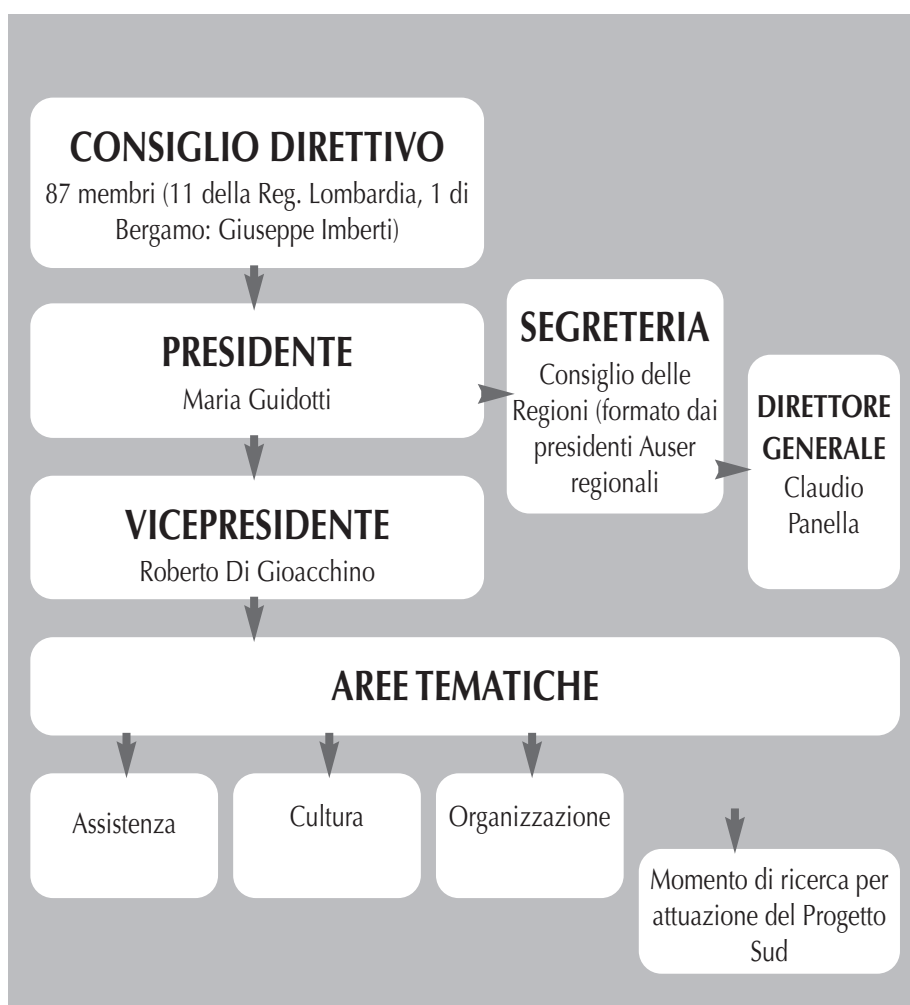 CONSIGLIO DIRETTIVO
87 membri (11 della Reg. Lombardia, 1 di
Bergamo: Giuseppe Imberti)
PRESIDENTE
Maria Guidotti
SEGRETERIA
Consiglio delle
Regioni (formato dai
presidenti Auser
regionali
DIRETTORE
GENERALE
Claudio
Panella
VICEPRESIDENTE
Roberto Di Gioacchino
AREE TEMATICHE
Assistenza
Cultura
Organizzazione
Momento di ricerca per
attuazione del Progetto
Sud